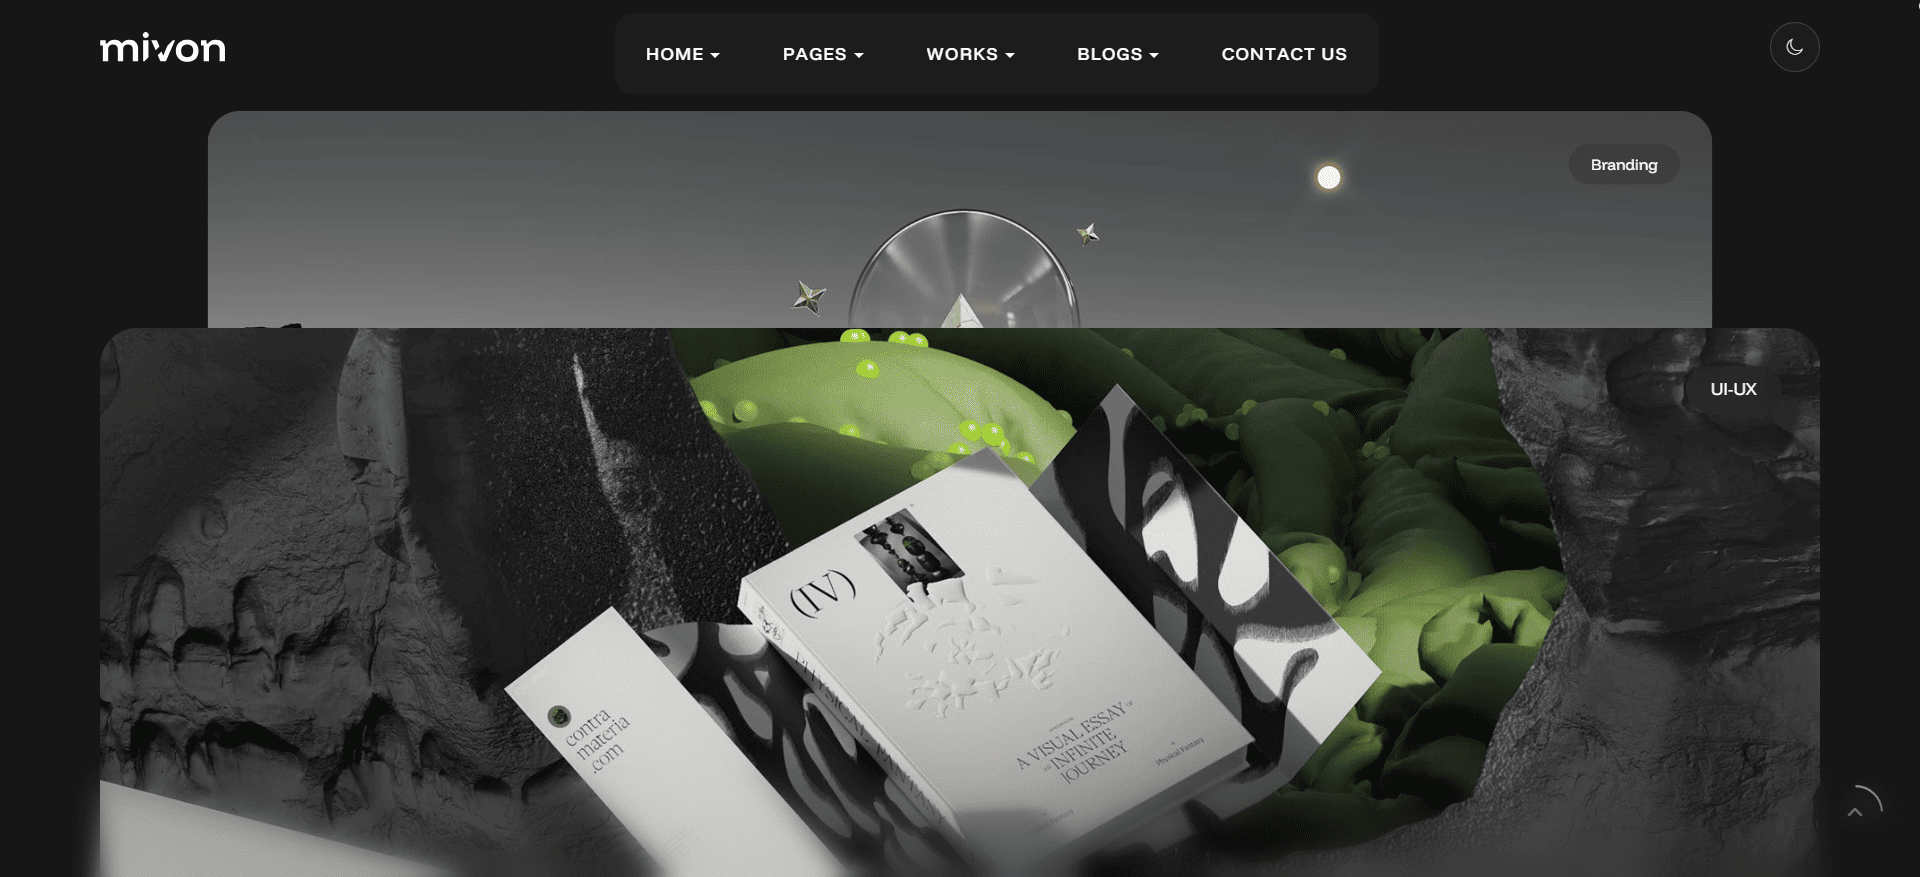 mivon
HOME
PAGES
WORKS
BLOGS
CONTACT US
Branding
UI-UX
(IV)
PHYSICAL FANTASY
A VISUAL ESSAY OF
AN INFINITE
JOURNEY
Physical Fantasy
contra
materia
.com